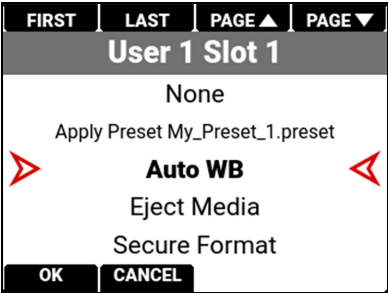 FIRST LAST PAGE▲ PAGE▼
User 1 Slot 1
None
Apply Preset My_Preset_1.preset
Auto WB
Eject Media
Secure Format
OK CANCEL